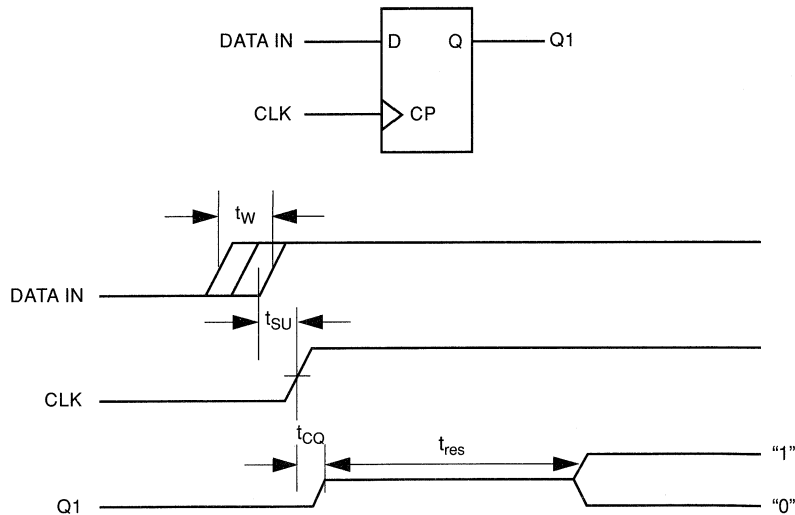 DATA IN D Q Q1
CLK CP
tW
DATA IN
tSU
CLK
tCQ tres
"1"
Q1 "0"